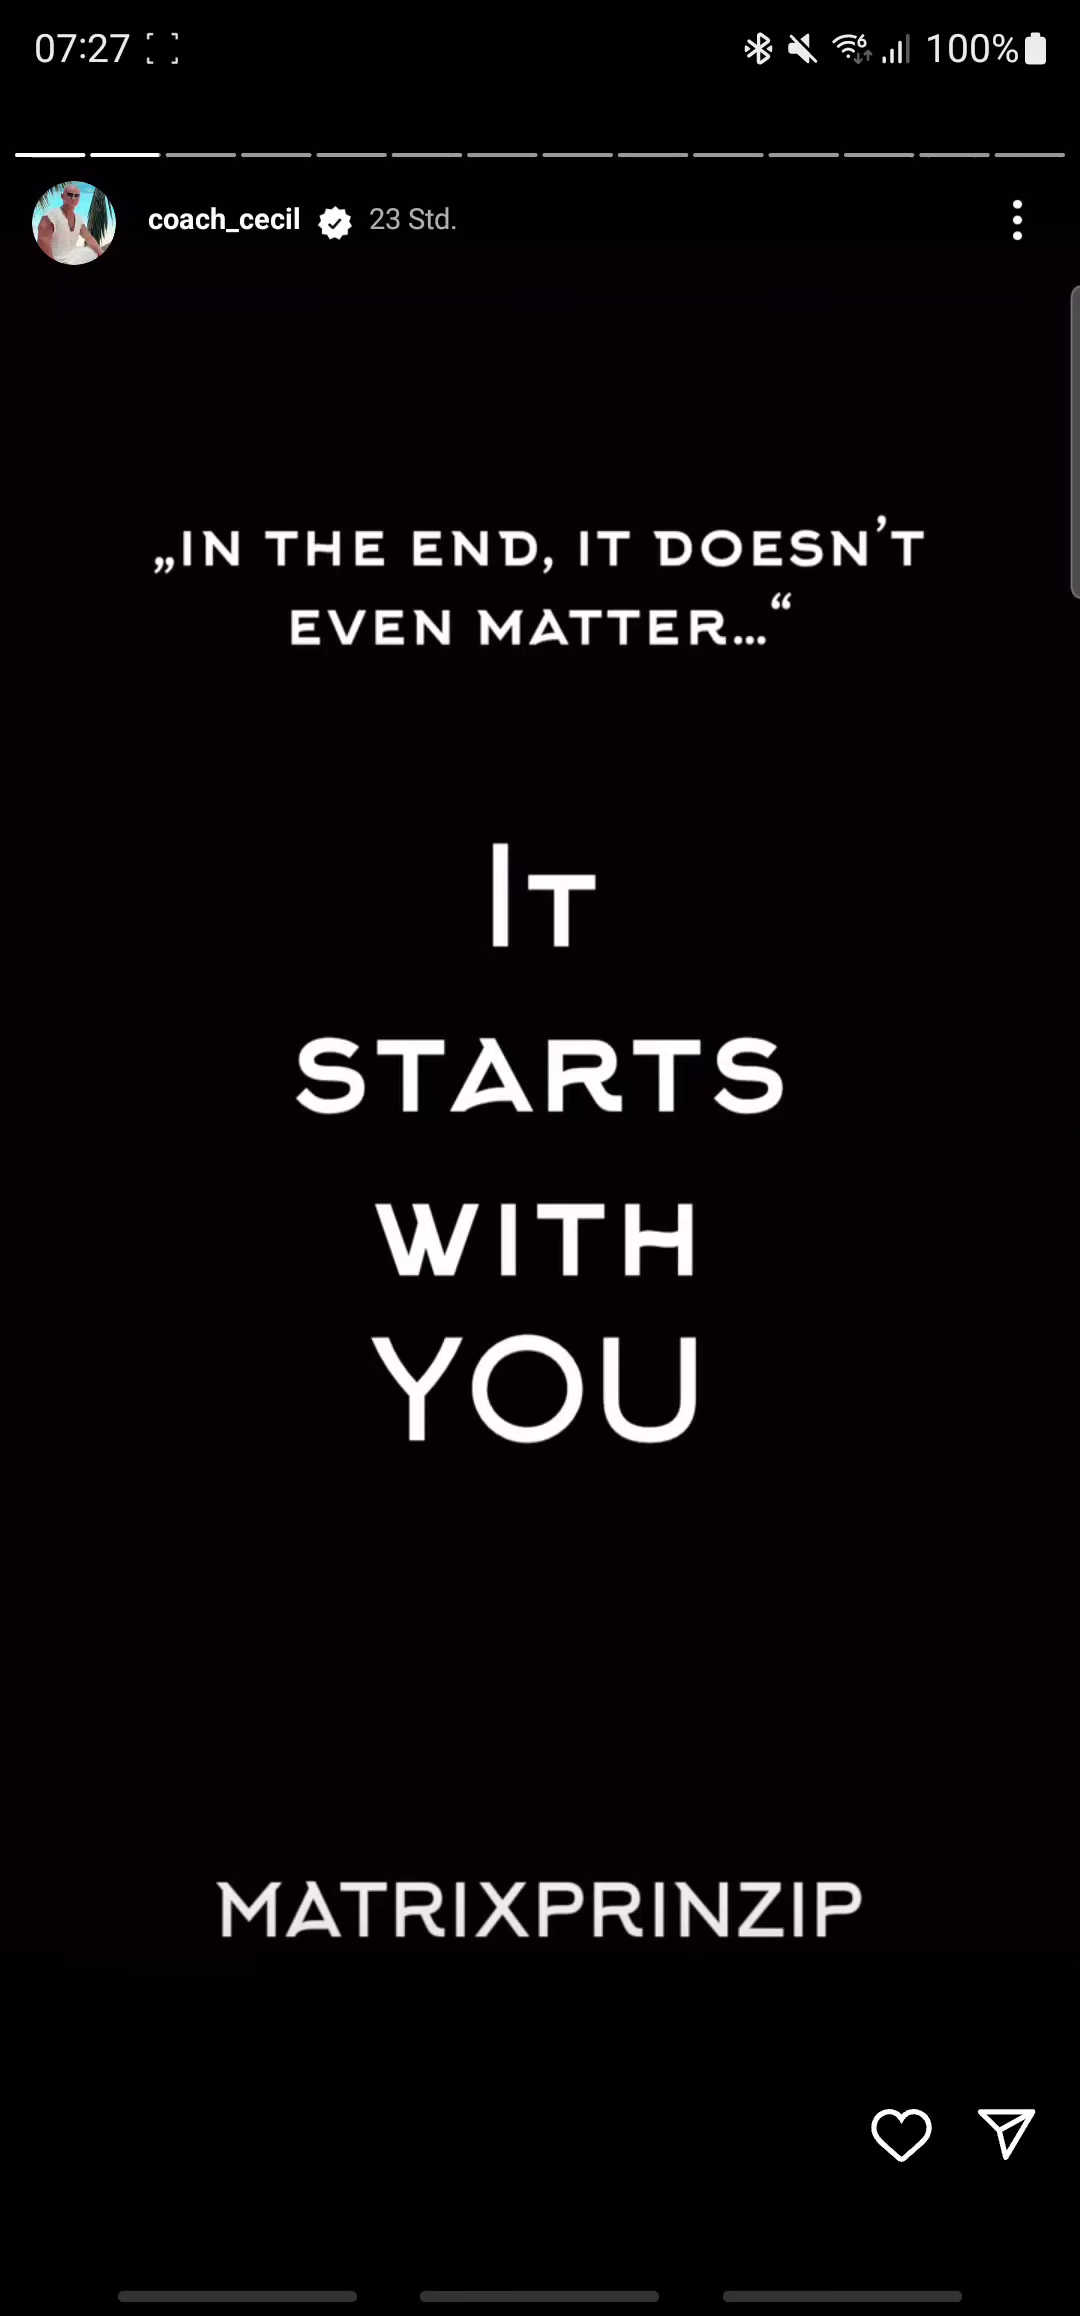 07:27
100%
coach_cecil 23 Std.
„IN THE END, IT DOESN’T
EVEN MATTER...“
IT
STARTS
WITH
YOU
MATRIXPRINZIP